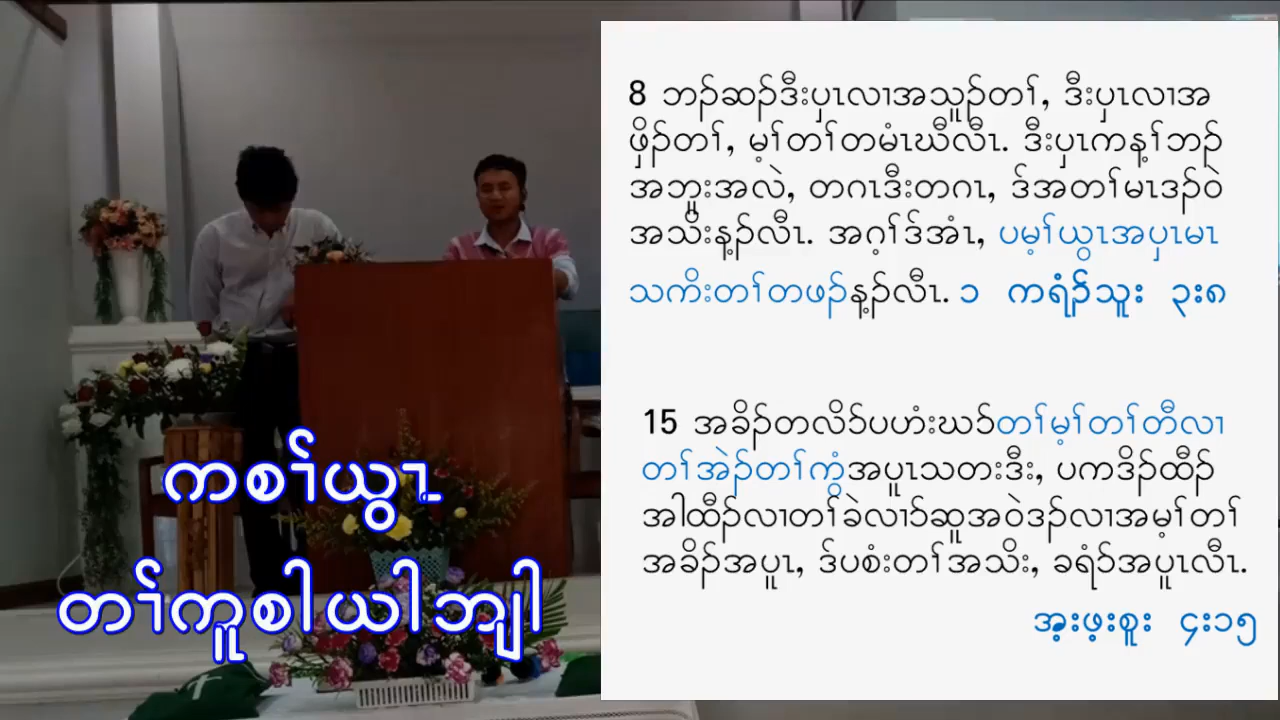 8 ဘၣ်ဆၣ်ဒီးပှၤလၢအသူၣ်တၢ်, ဒီးပှၤလၢအ
ဖှိၣ်တၢ်, မ့ၢ်တၢ်တမံၤဃီလီၤ. ဒီးပှၤကန့ၢ်ဘၣ်
အဘူးအလဲ, တဂၤဒီးတဂၤ, ဒ်အတၢ်မၤဒၣ်ဝဲ
အသိးန့ၣ်လီၤ. အဂ့ၢ်ဒ်အံၤ, ပမ့ၢ်ယွၤအပှၤမၤ
သကိးတၢ်တဖၣ်န့ၣ်လီၤ. ၁ ကရံၣ်သူး ၃း၈
15 အခိၣ်တလိာ်ပဟံးဃာ်တၢ်မ့ၢ်တၢ်တီလၢ
တၢ်အဲၣ်တၢ်ကွံအပူၤသတးဒီး, ပကဒိၣ်ထီၣ်
အါထီၣ်လၢတၢ်ခဲလၢာ်ဆူအဝဲဒၣ်လၢအမ့ၢ်တၢ်
အခိၣ်အပူၤ, ဒ်ပစံးတၢ်အသိး, ခရံာ်အပူၤလီၤ.
အ့းဖ့းစူး ၄း၁၅
ကစၢ်ယွၤ
တၢ်ကူစါယါဘျါ